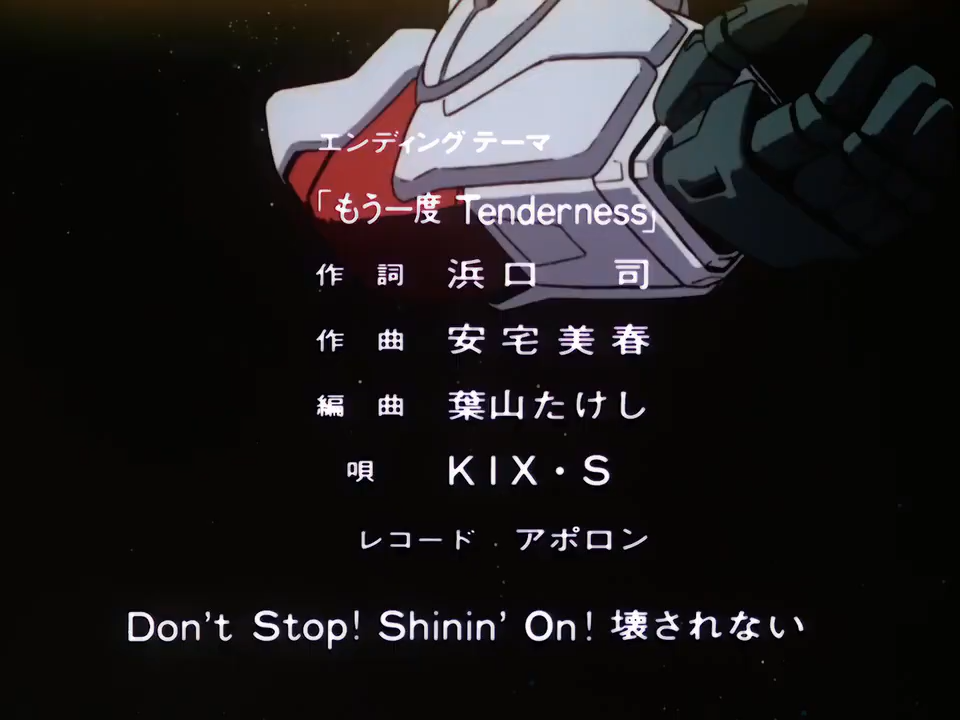 エンディング テーマ
「もう一度 Tenderness」
作 詞 浜 口 司
作 曲 安 宅 美 春
編 曲 葉山たけし
唄 KIX・S
レコード アポロン
Don't Stop! Shinin' On! 壊されない